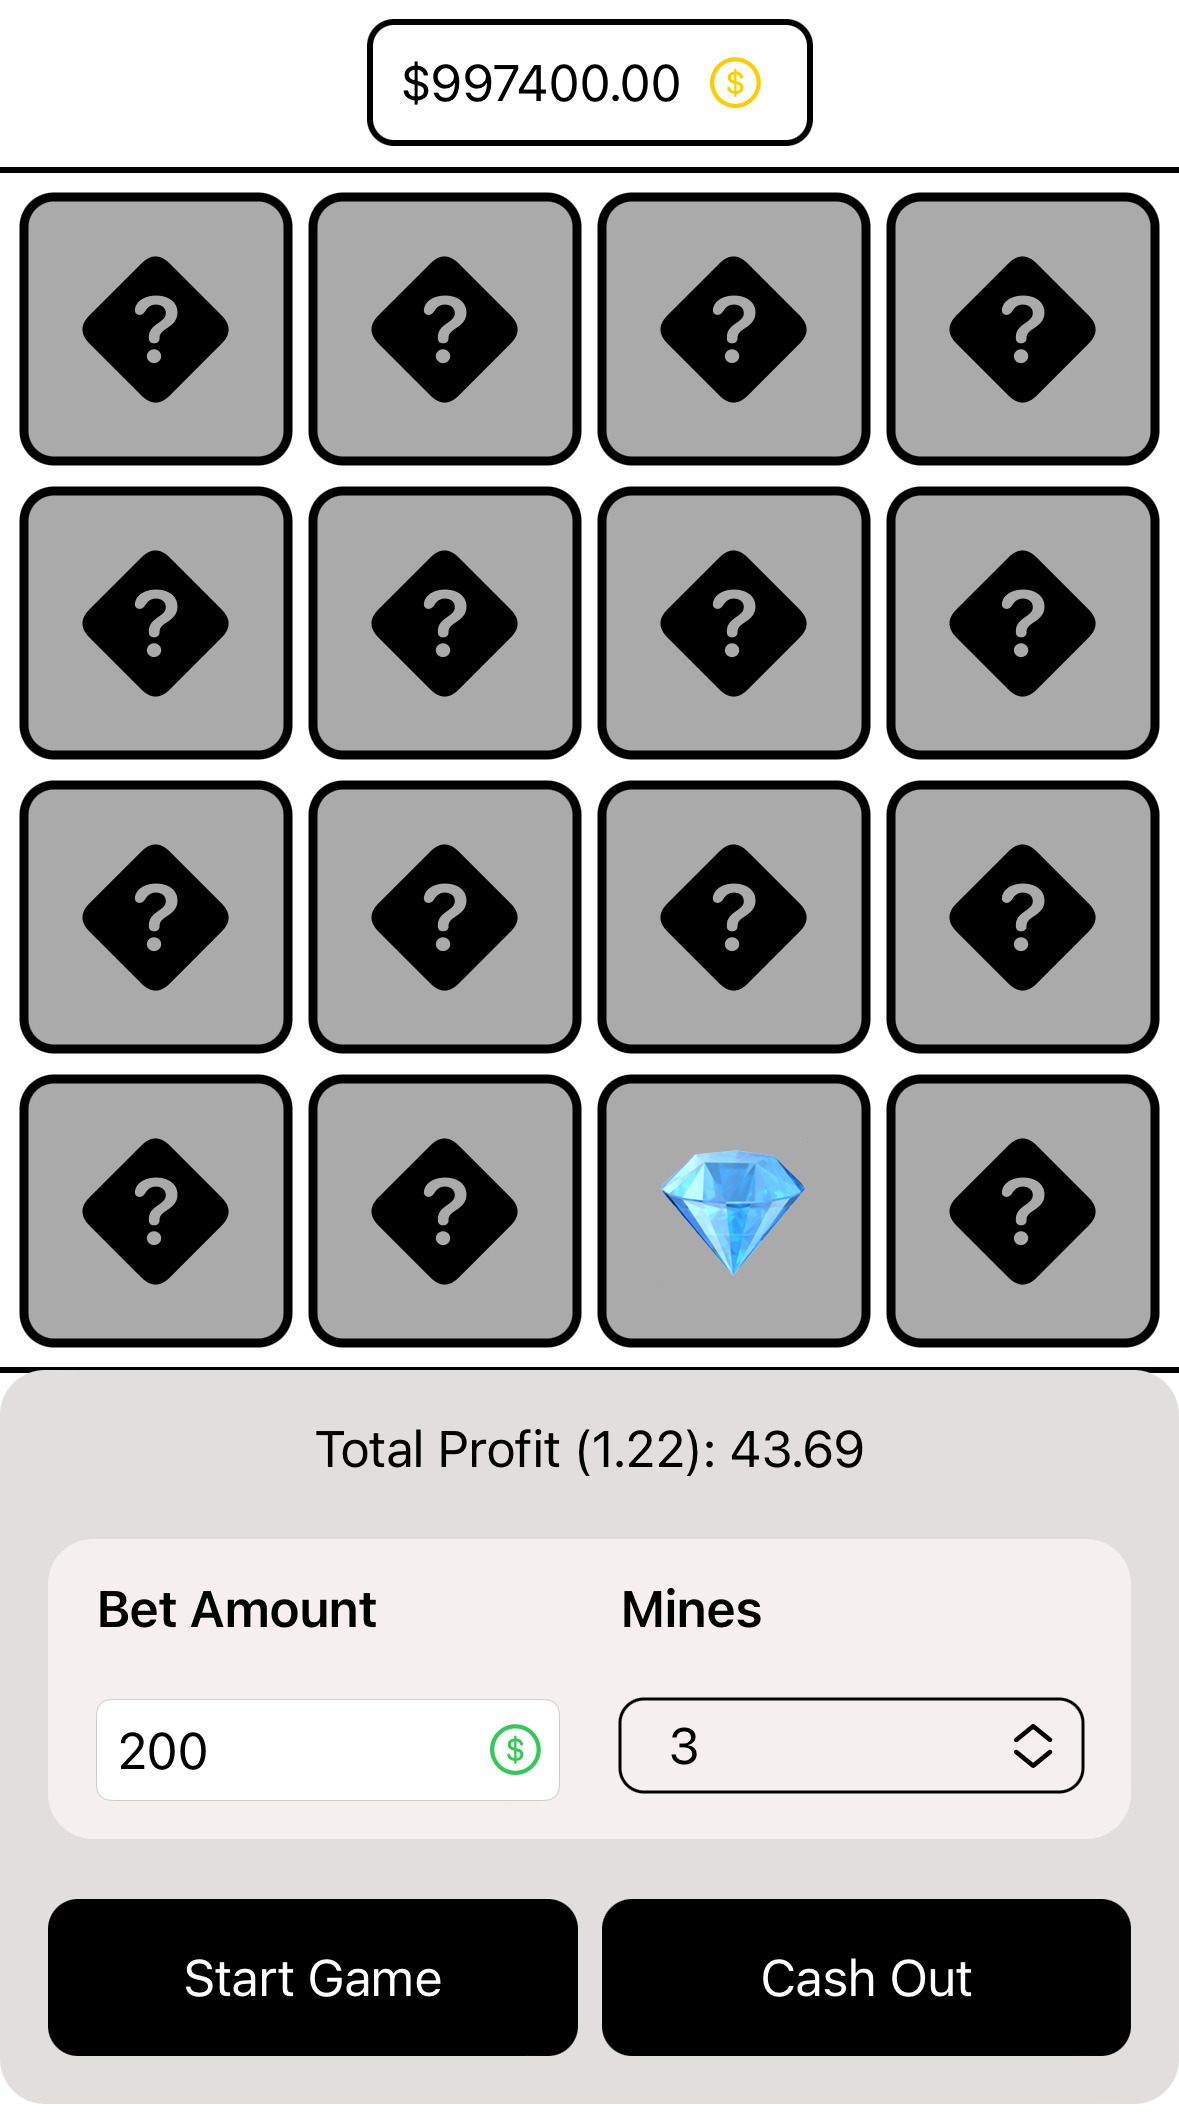 $997400.00 $
? ? ? ?
? ? ? ?
? ? ? ?
? ? ?
Total Profit (1.22): 43.69
Bet Amount Mines
200 $ 3
Start Game Cash Out